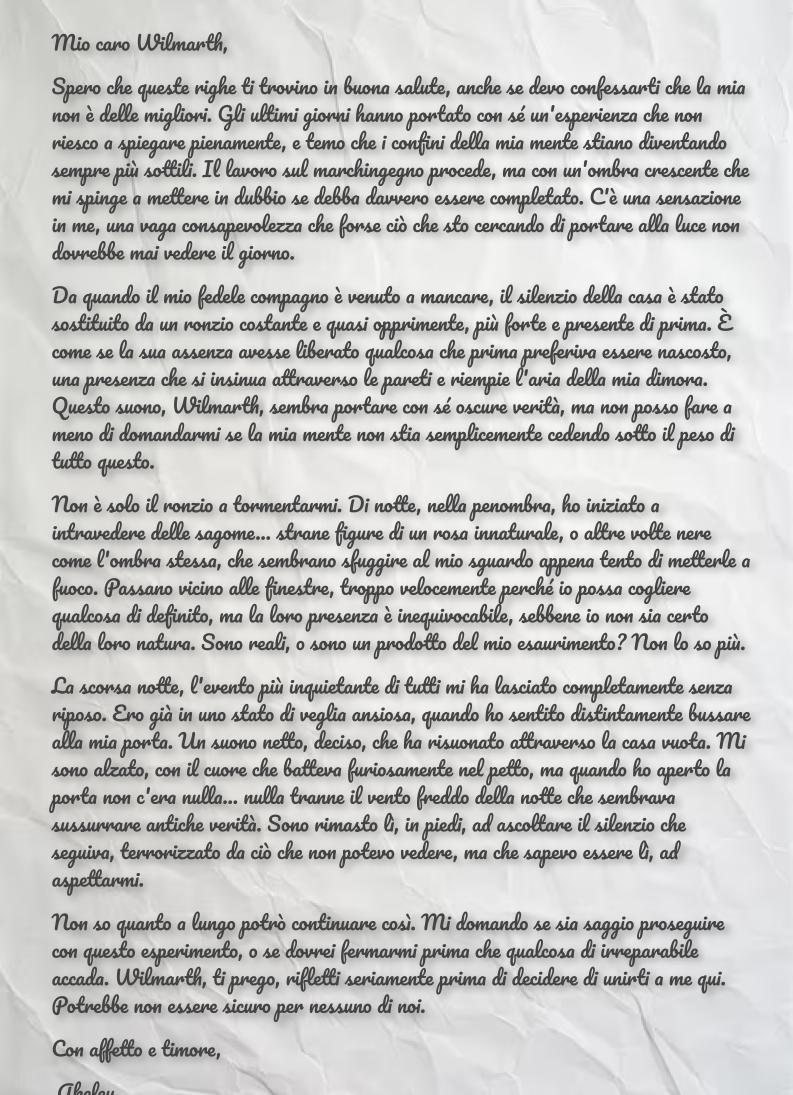 Mio caro Wilmarth,
Spero che queste righe ti trovino in buona salute, anche se devo confessarti che la mia
non è delle migliori. Gli ultimi giorni hanno portato con sé un'esperienza che non
riesco a spiegare pienamente, e temo che i confini della mia mente stiano diventando
sempre più sottili. Il lavoro sul marchingegno procede, ma con un'ombra crescente che
mi spinge a mettere in dubbio se debba davvero essere completato. C'è una sensazione
in me, una vaga consapevolezza che forse ciò che sto cercando di portare alla luce non
dovrebbe mai vedere il giorno.
Da quando il mio fedele compagno è venuto a mancare, il silenzio della casa è stato
sostituito da un ronzio costante e quasi opprimente, più forte e presente di prima. È
come se la sua assenza avesse liberato qualcosa che prima preferiva essere nascosto,
una presenza che si insinua attraverso le pareti e riempie l'aria della mia dimora.
Questo suono, Wilmarth, sembra portare con sé oscure verità, ma non posso fare a
meno di domandarmi se la mia mente non stia semplicemente cedendo sotto il peso di
tutto questo.
Non è solo il ronzio a tormentarmi. Di notte, nella penombra, ho iniziato a
intravedere delle sagome... strane figure di un rosa innaturale, o altre volte nere
come l'ombra stessa, che sembrano sfuggire al mio sguardo appena tento di metterle a
fuoco. Passano vicino alle finestre, troppo velocemente perché io possa cogliere
qualcosa di definito, ma la loro presenza è inequivocabile, sebbene io non sia certo
della loro natura. Sono reali, o sono un prodotto del mio esaurimento? Non lo so più.
La scorsa notte, l'evento più inquietante di tutti mi ha lasciato completamente senza
riposo. Ero già in uno stato di veglia ansiosa, quando ho sentito distintamente bussare
alla mia porta. Un suono netto, deciso, che ha risuonato attraverso la casa vuota. Mi
sono alzato, con il cuore che batteva furiosamente nel petto, ma quando ho aperto la
porta non c'era nulla... nulla tranne il vento freddo della notte che sembrava
sussurrare antiche verità. Sono rimasto lì, in piedi, ad ascoltare il silenzio che
seguiva, terrorizzato da ciò che non potevo vedere, ma che sapevo essere lì, ad
aspettarmi.
Non so quanto a lungo potrò continuare così. Mi domando se sia saggio proseguire
con questo esperimento, o se dovrei fermarmi prima che qualcosa di irreparabile
accada. Wilmarth, ti prego, rifletti seriamente prima di decidere di unirti a me qui.
Potrebbe non essere sicuro per nessuno di noi.
Con affetto e timore,
Akeley